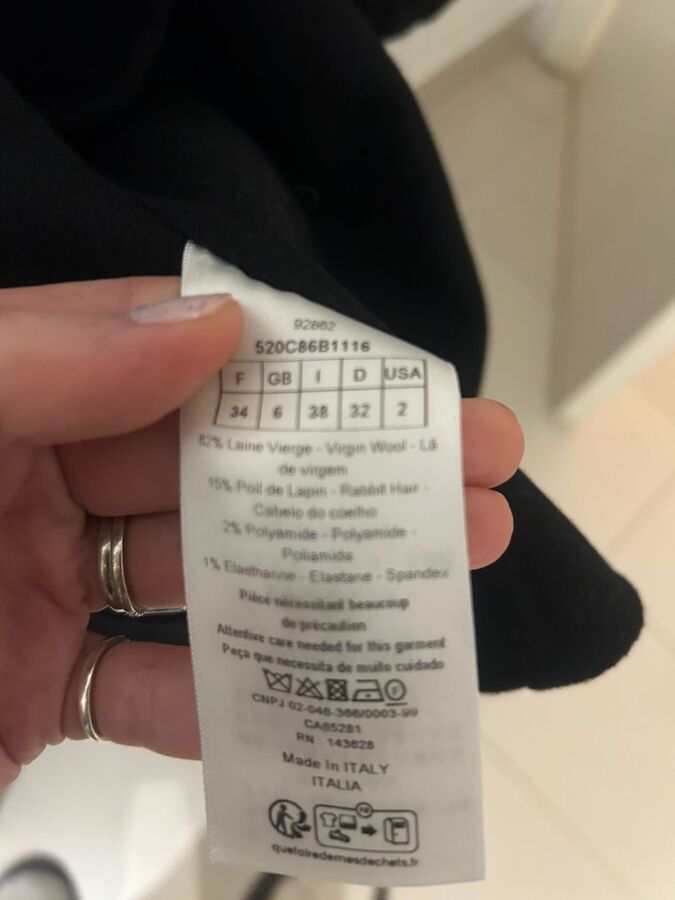 92862
520C86B1116
F GB I D USA
34 6 38 32 2
82% Laine Vierge - Virgin Wool - Lã
de virgem
15% Poil de Lapin - Rabbit Hair -
Cabelo do coelho
2% Polyamide - Polyamide -
Poliamida
1% Elasthanne - Elastane - Spandex
Pièce nécessitant beaucoup
de précaution
Attentive care needed for this garment
Peça que necessita de muito cuidado
F
CNPJ 02-046-366/0003-99
CA65281
RN : 143628
Made In ITALY
ITALIA
FR
quefairedemesdechets.fr